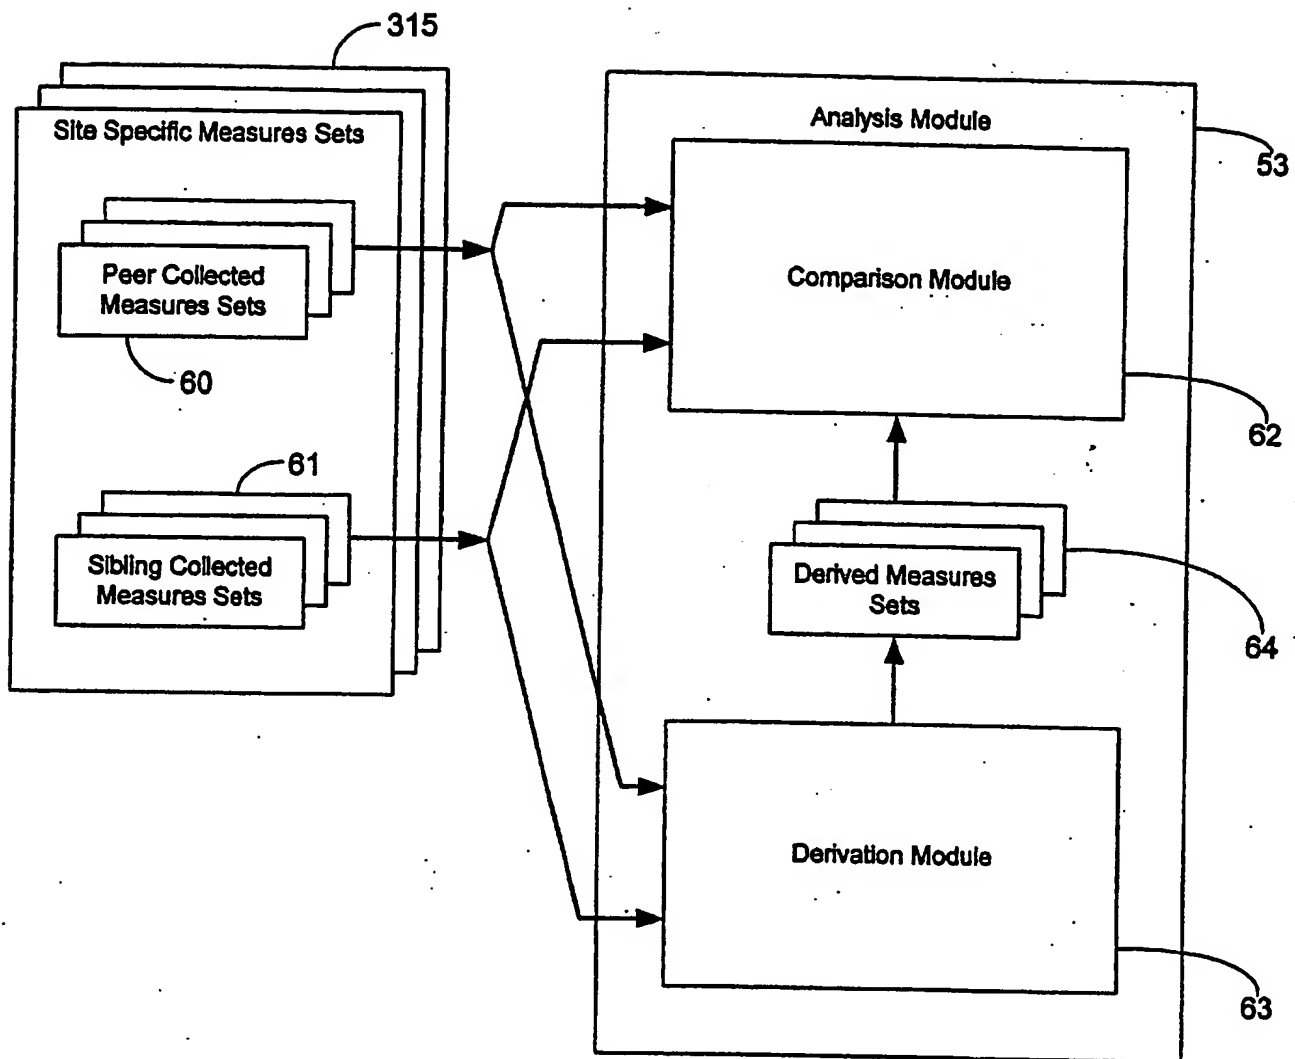 315
Site Specific Measures Sets
Analysis Module
53
Peer Collected
Measures Sets
Comparison Module
60
62
61
Sibling Collected
Measures Sets
Derived Measures
Sets
64
Derivation Module
63